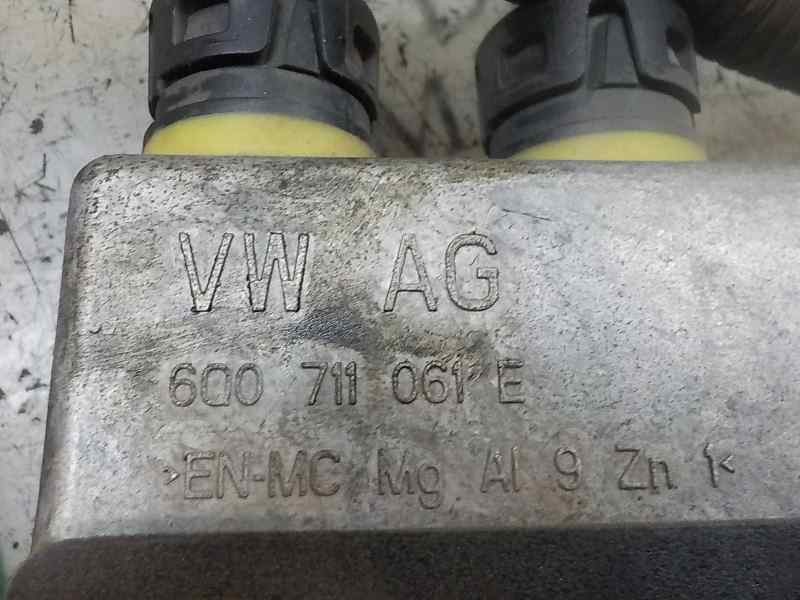 VW AG
6Q0 711 061 E
>EN-MC Mg Al 9 Zn 1<